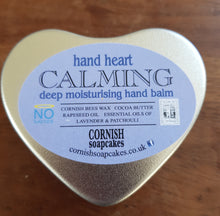 hand heart
CALMING
deep moisturising hand balm
CORNISH BEES WAX COCOA BUTTER
RAPESEED OIL ESSENTIAL OILS OF
LAVENDER & PATCHOULI
NO
CORNISH
soapcakes
cornishsoapcakes.co.uk